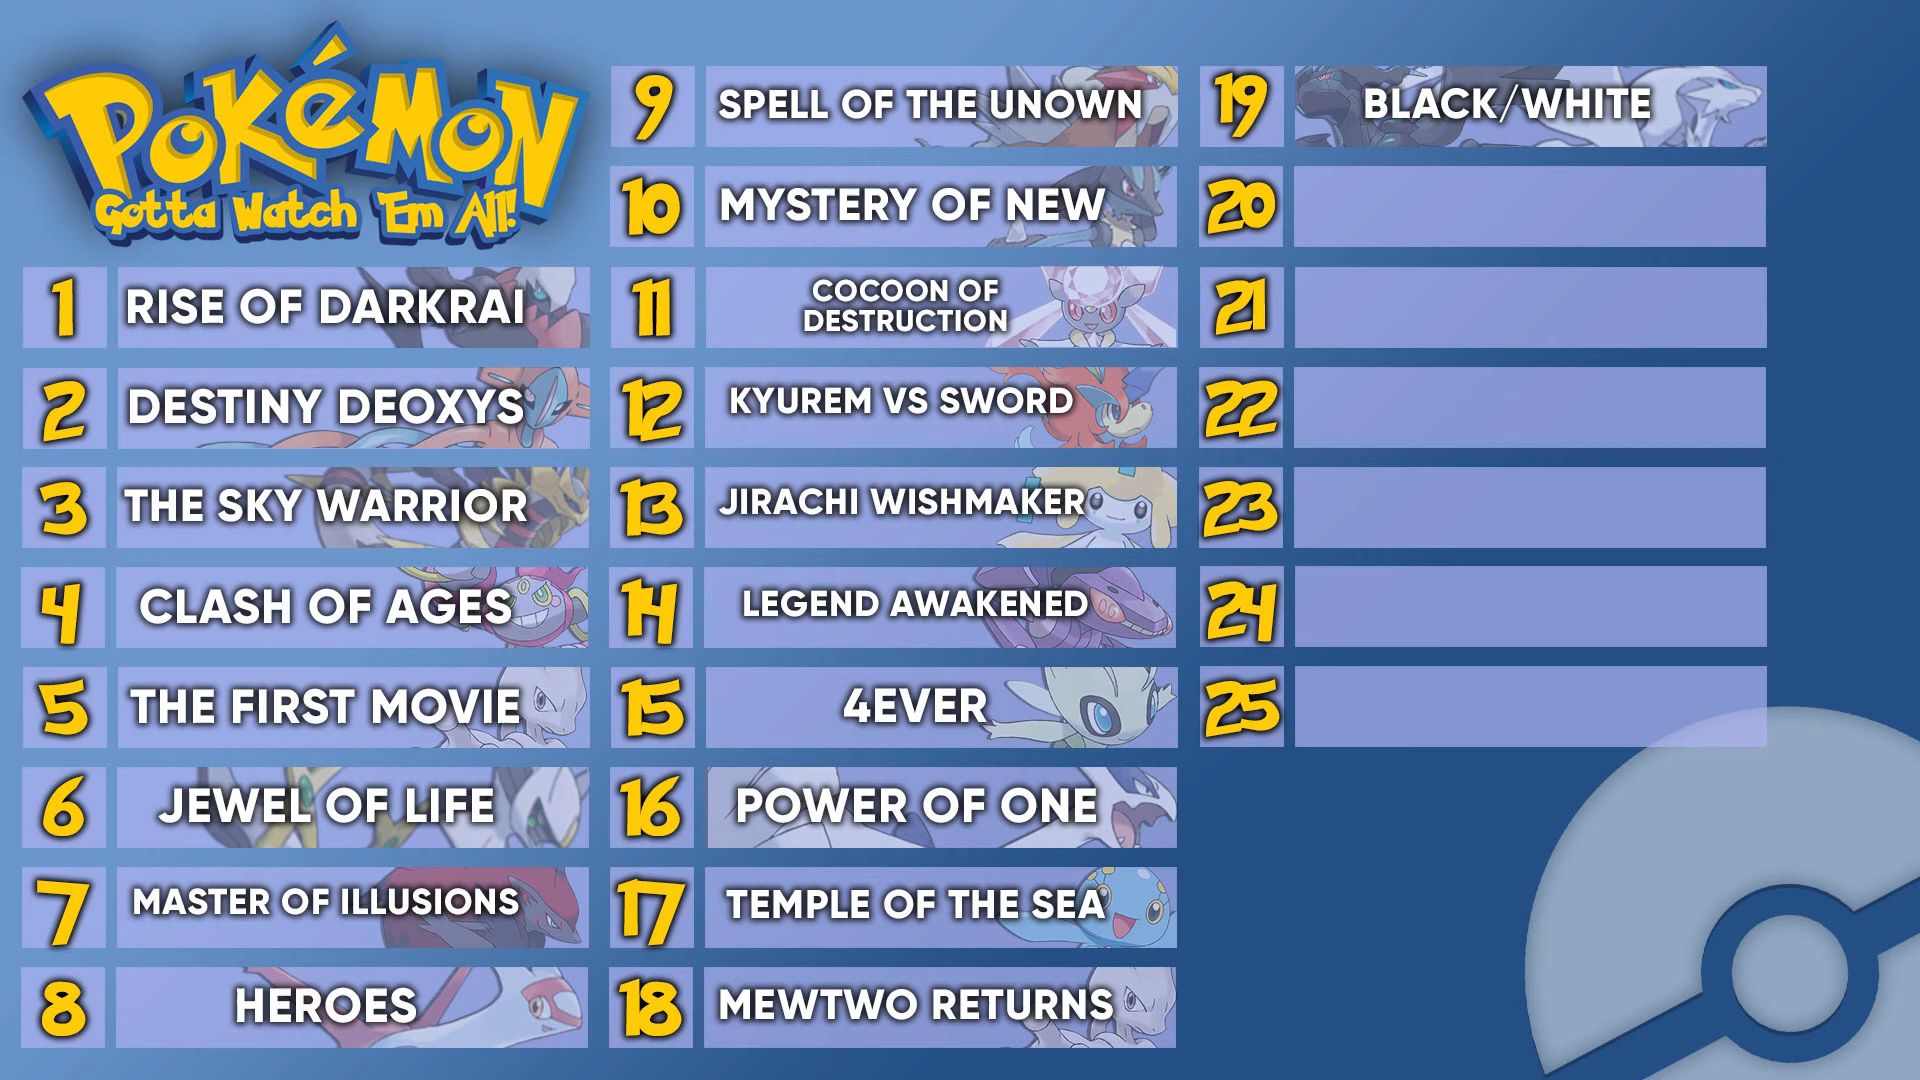 POKÉMON
Gotta Watch 'Em All!
1 RISE OF DARKRAI
2 DESTINY DEOXYS
3 THE SKY WARRIOR
4 CLASH OF AGES
5 THE FIRST MOVIE
6 JEWEL OF LIFE
7 MASTER OF ILLUSIONS
8 HEROES
9 SPELL OF THE UNOWN
10 MYSTERY OF NEW
11 COCOON OF
DESTRUCTION
12 KYUREM VS SWORD
13 JIRACHI WISHMAKER
14 LEGEND AWAKENED
15 4EVER
16 POWER OF ONE
17 TEMPLE OF THE SEA
18 MEWTWO RETURNS
19 BLACK/WHITE
20
21
22
23
24
25